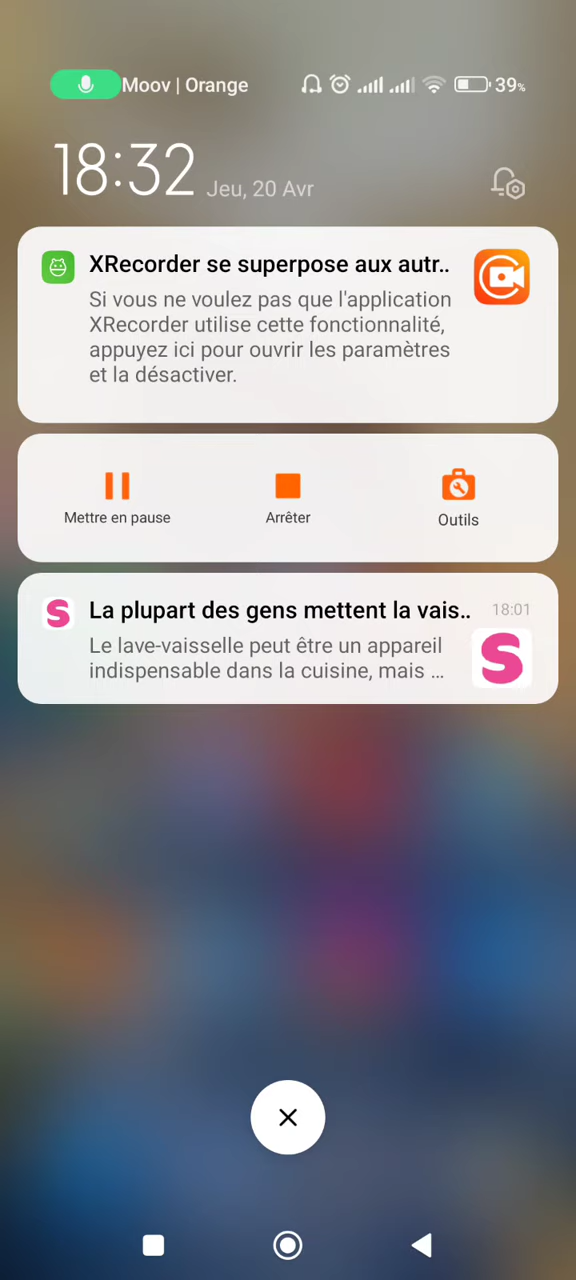 Moov | Orange 39%
18:32 Jeu, 20 Avr
XRecorder se superpose aux autr..
Si vous ne voulez pas que l'application
XRecorder utilise cette fonctionnalité,
appuyez ici pour ouvrir les paramètres
et la désactiver.
Mettre en pause Arrêter Outils
La plupart des gens mettent la vais.. 18:01
Le lave-vaisselle peut être un appareil
indispensable dans la cuisine, mais ...